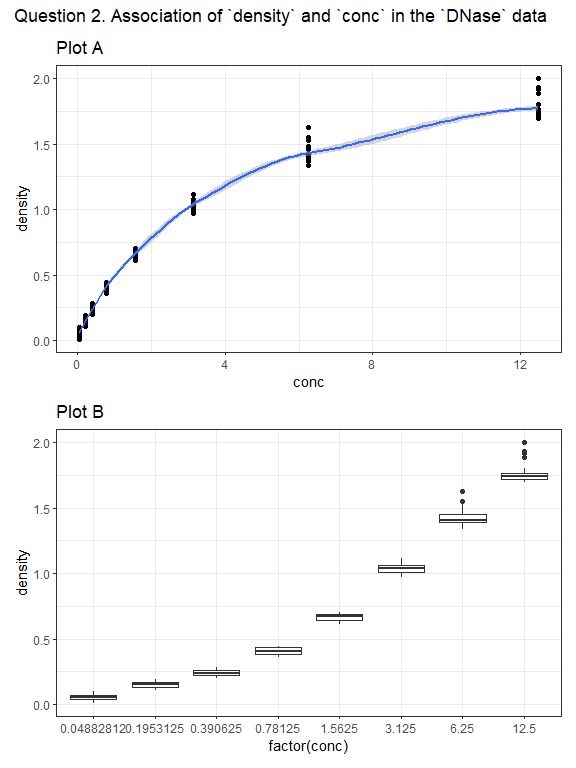 Question 2. Association of `density` and `conc` in the `DNase` data
Plot A
2.0
1.5
1.0
0.5
0.0
density
0 4 8 12
conc
Plot B
2.0
1.5
1.0
0.5
0.0
density
0.04882812 0.1953125 0.390625 0.78125 1.5625 3.125 6.25 12.5
factor(conc)